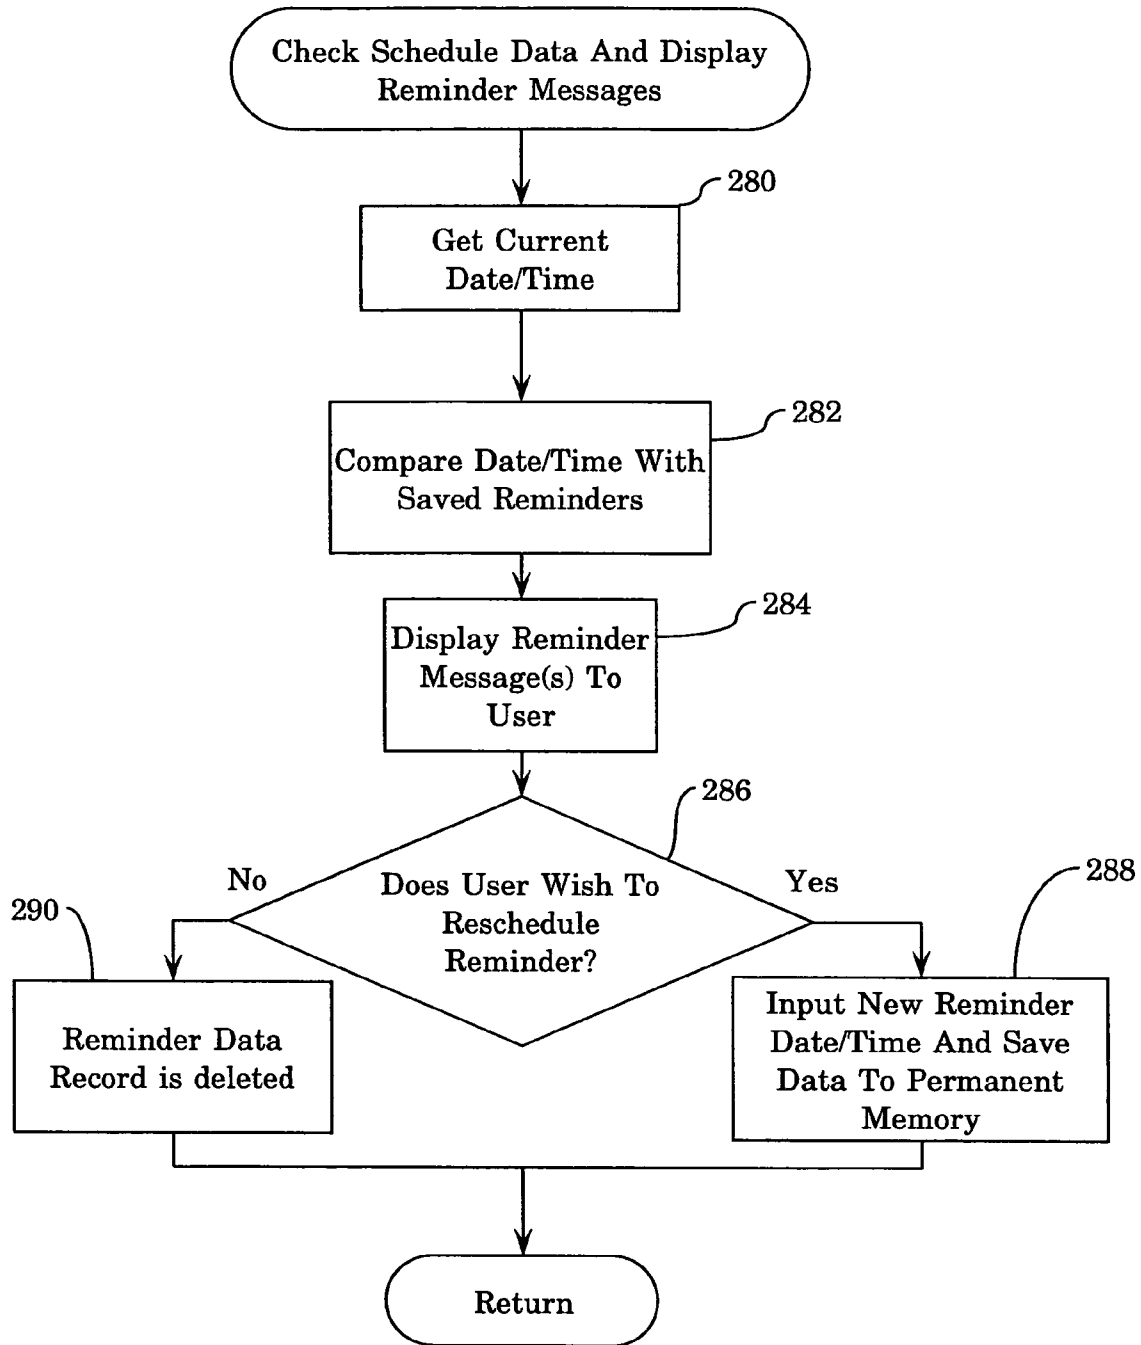 Check Schedule Data And Display
Reminder Messages
280
Get Current
Date/Time
282
Compare Date/Time With
Saved Reminders
284
Display Reminder
Message(s) To
User
286
No
Does User Wish To
Reschedule
Reminder?
Yes
288
290
Reminder Data
Record is deleted
Input New Reminder
Date/Time And Save
Data To Permanent
Memory
Return